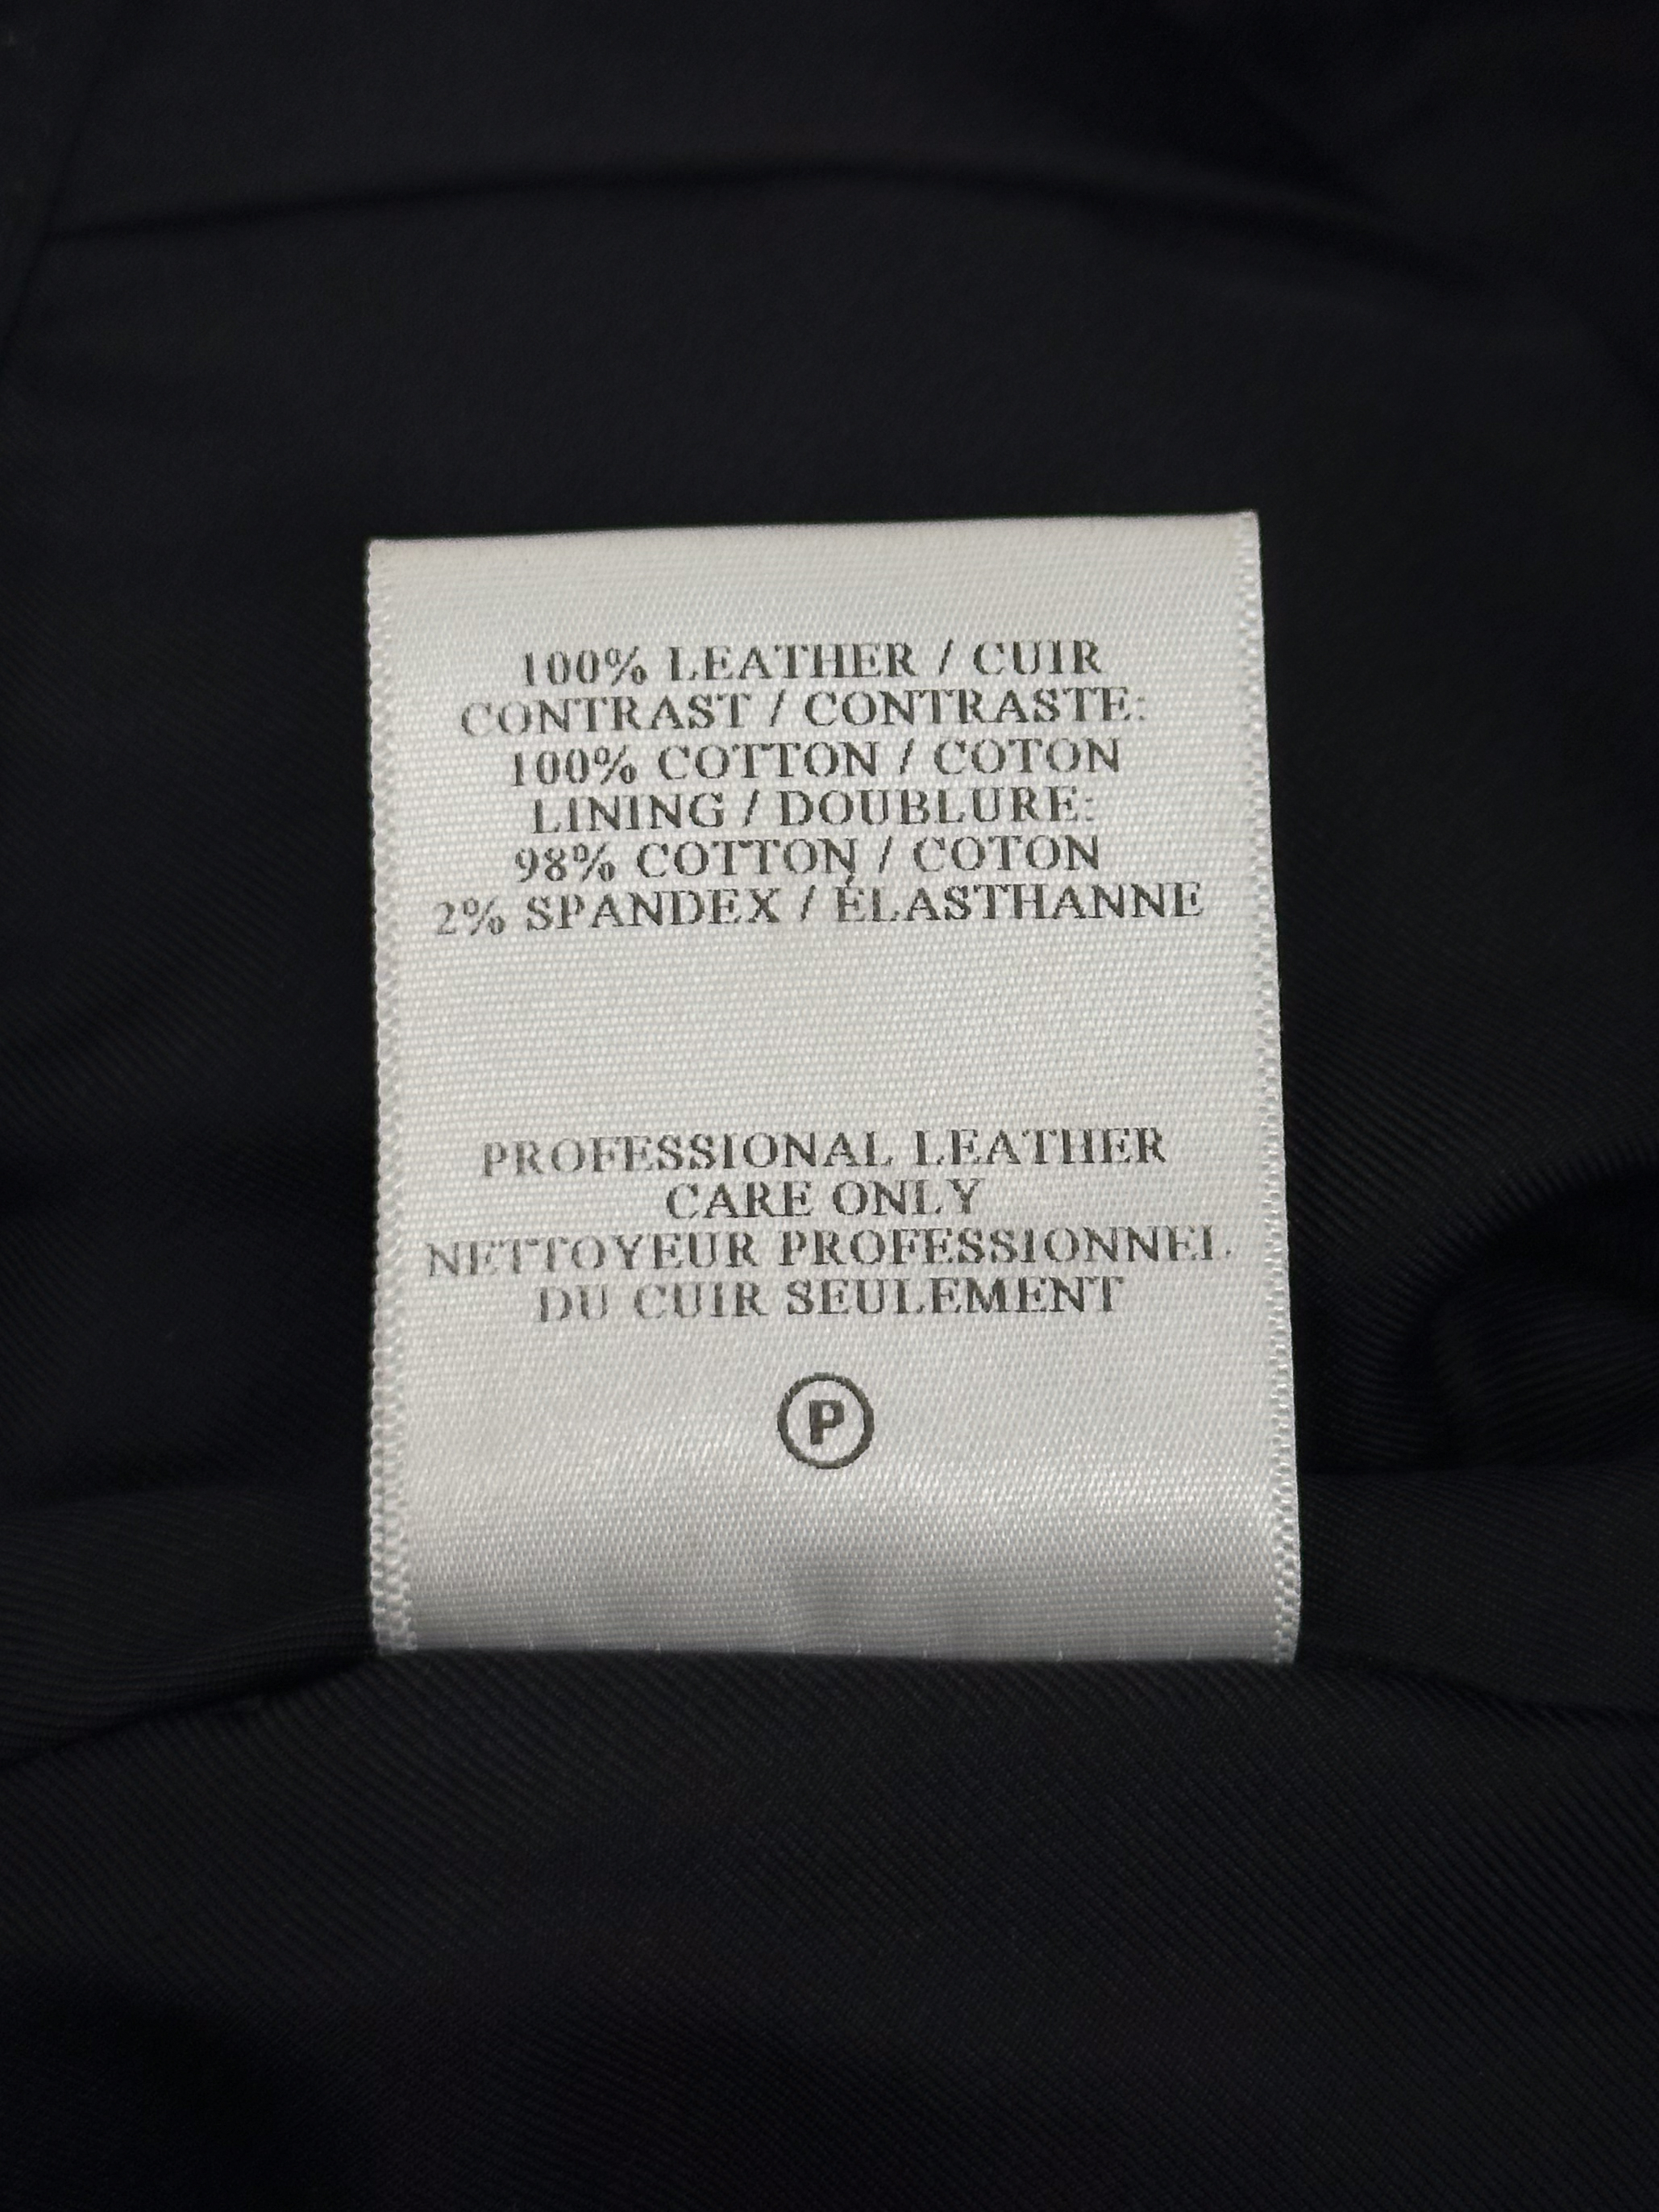 100% LEATHER / CUIR
CONTRAST / CONTRASTE:
100% COTTON / COTON
LINING / DOUBLURE:
98% COTTON / COTON
2% SPANDEX / ÉLASTHANNE
PROFESSIONAL LEATHER
CARE ONLY
NETTOYEUR PROFESSIONNEL
DU CUIR SEULEMENT
P